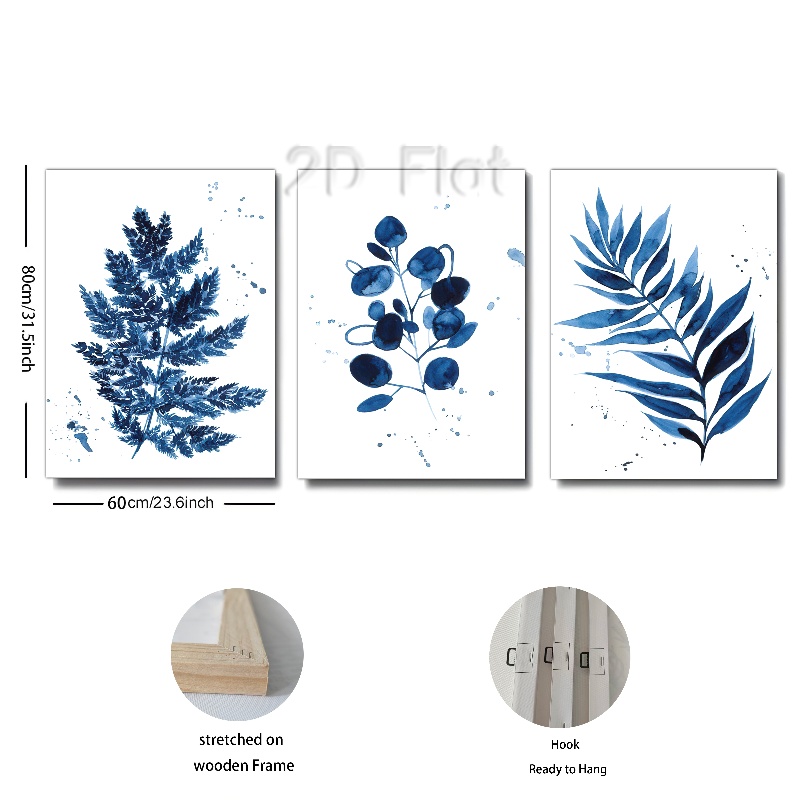 2D Flat
80cm/31.5inch
60cm/23.6inch
stretched on
wooden Frame
Hook
Ready to Hang